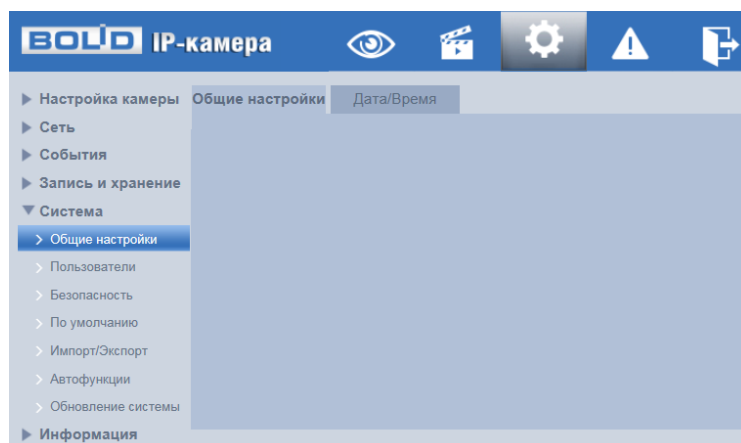 BOLID IP-камера
Настройка камеры
Общие настройки
Дата/Время
Сеть
События
Запись и хранение
Система
Общие настройки
Пользователи
Безопасность
По умолчанию
Импорт/Экспорт
Автофункции
Обновление системы
Информация